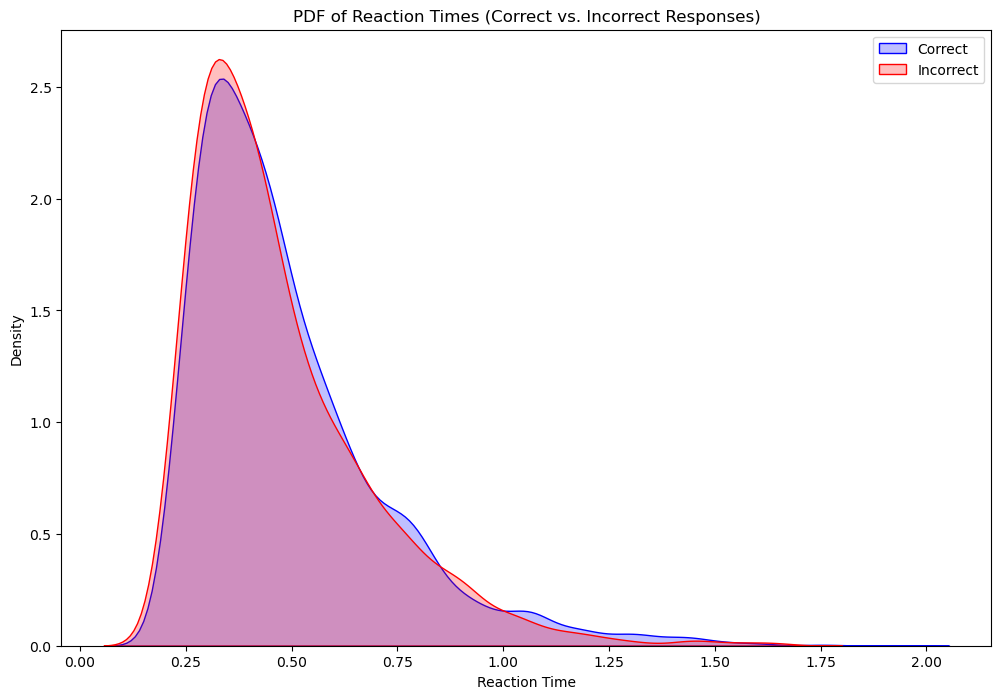 PDF of Reaction Times (Correct vs. Incorrect Responses)
Correct
Incorrect
Density
2.5
2.0
1.5
1.0
0.5
0.0
0.00 0.25 0.50 0.75 1.00 1.25 1.50 1.75 2.00
Reaction Time